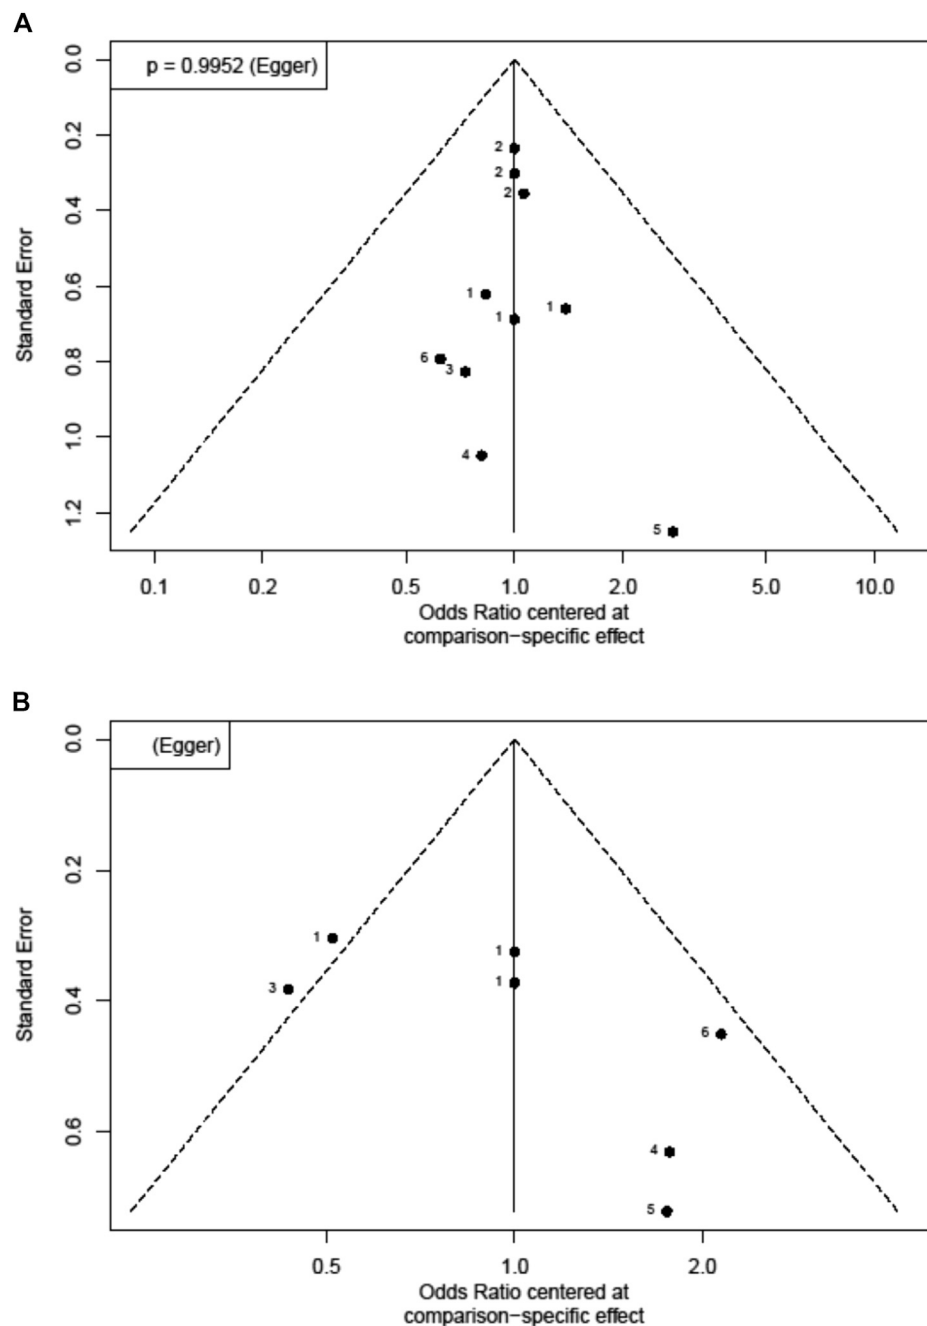 A
p = 0.9952 (Egger)
Standard Error
0.0
0.2
0.4
0.6
0.8
1.0
1.2
2
2
2
1
1
1
6
3
4
5
0.1 0.2 0.5 1.0 2.0 5.0 10.0
Odds Ratio centered at
comparison−specific effect
B
(Egger)
Standard Error
0.0
0.2
0.4
0.6
1
1
3
1
6
4
5
0.5 1.0 2.0
Odds Ratio centered at
comparison−specific effect